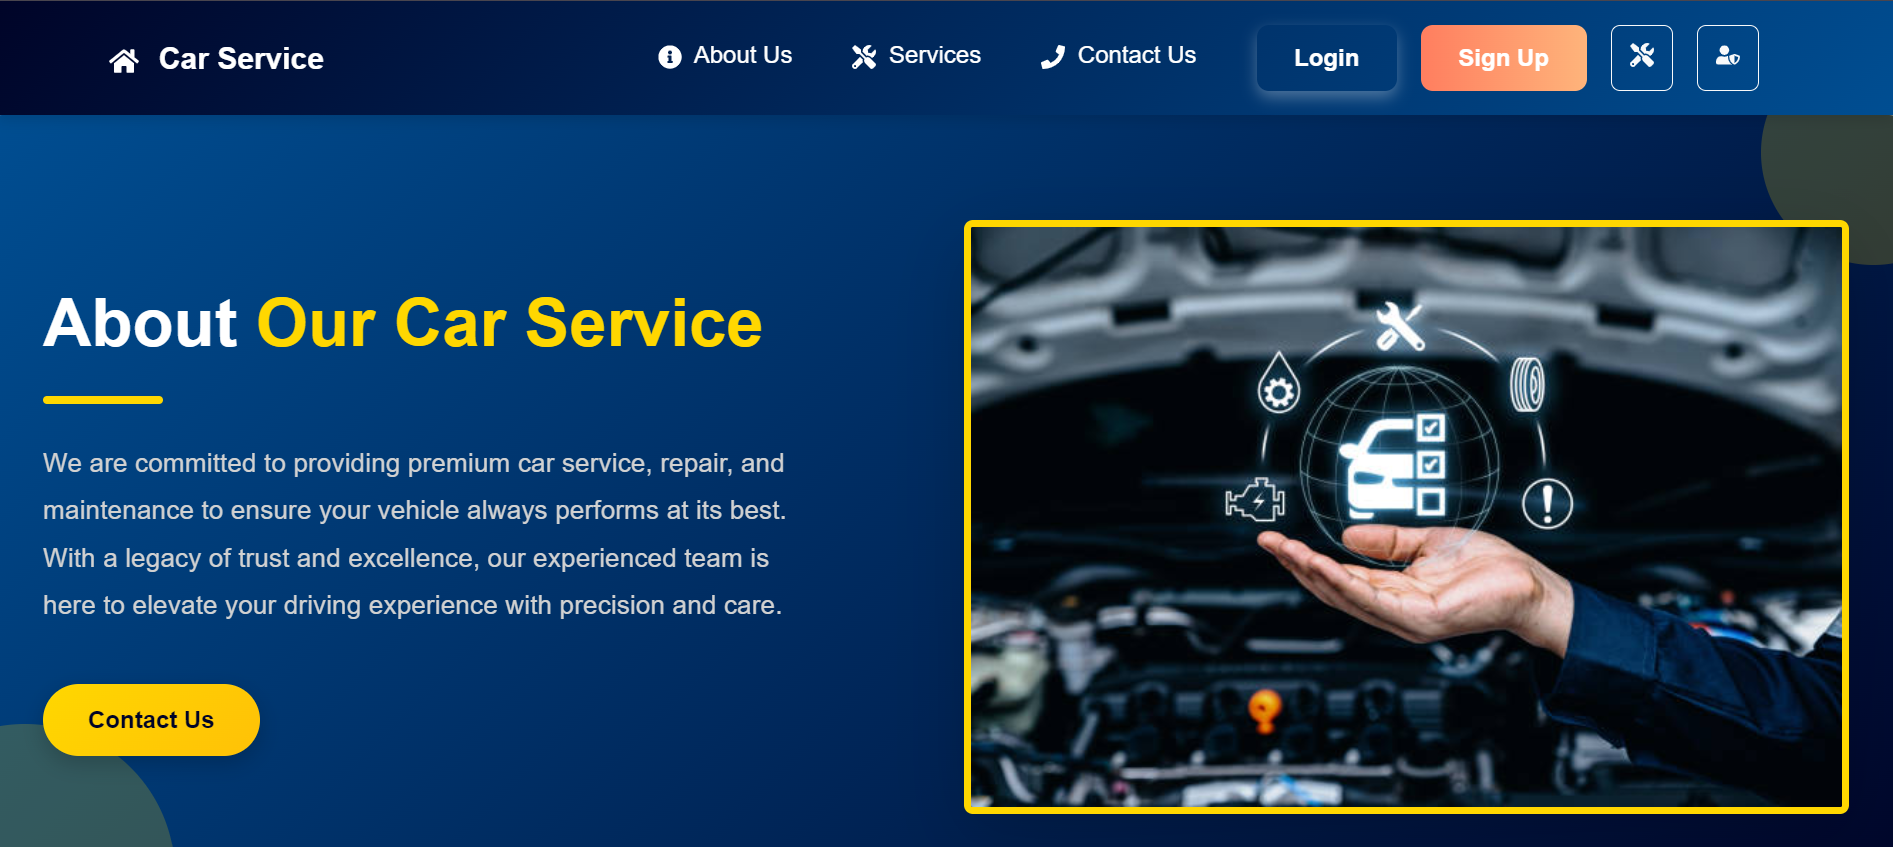 Car Service
About Us
Services
Contact Us
Login
Sign Up
About Our Car Service
We are committed to providing premium car service, repair, and
maintenance to ensure your vehicle always performs at its best.
With a legacy of trust and excellence, our experienced team is
here to elevate your driving experience with precision and care.
Contact Us